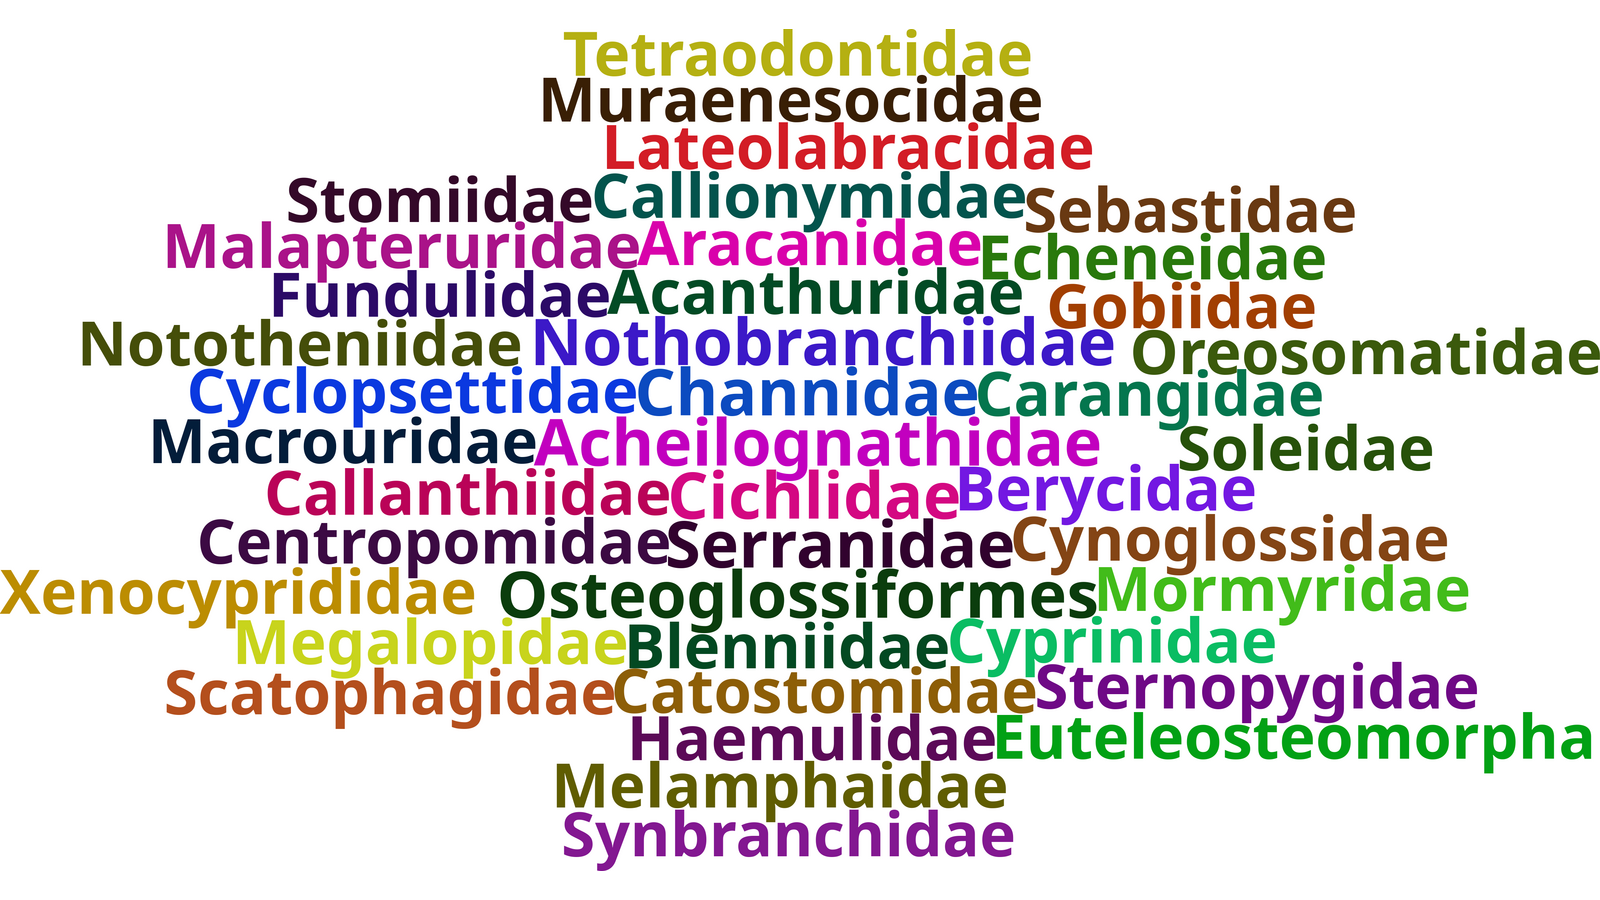 Tetraodontidae
Muraenesocidae
Lateolabracidae
Stomiidae Callionymidae Sebastidae
Malapteruridae Aracanidae Echeneidae
Fundulidae Acanthuridae Gobiidae
Nototheniidae Nothobranchiidae Oreosomatidae
Cyclopsettidae Channidae Carangidae
Macrouridae Acheilognathidae Soleidae
Callanthiidae Cichlidae Berycidae
Centropomidae Serranidae Cynoglossidae
Xenocyprididae Osteoglossiformes Mormyridae
Megalopidae Blenniidae Cyprinidae
Scatophagidae Catostomidae Sternopygidae
Haemulidae Euteleosteomorpha
Melamphaidae
Synbranchidae